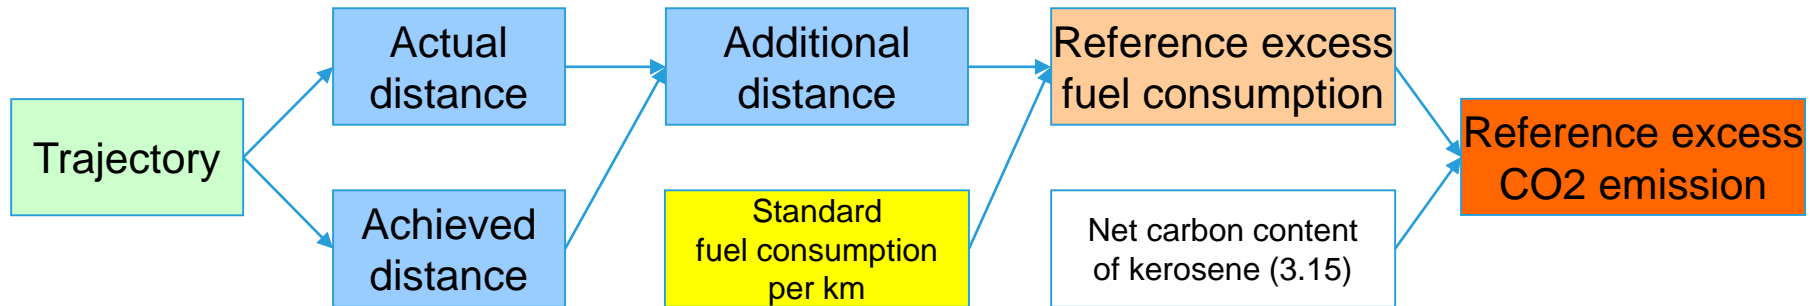 Trajectory
Actual
distance
Achieved
distance
Additional
distance
Standard
fuel consumption
per km
Reference excess
fuel consumption
Net carbon content
of kerosene (3.15)
Reference excess
CO2 emission